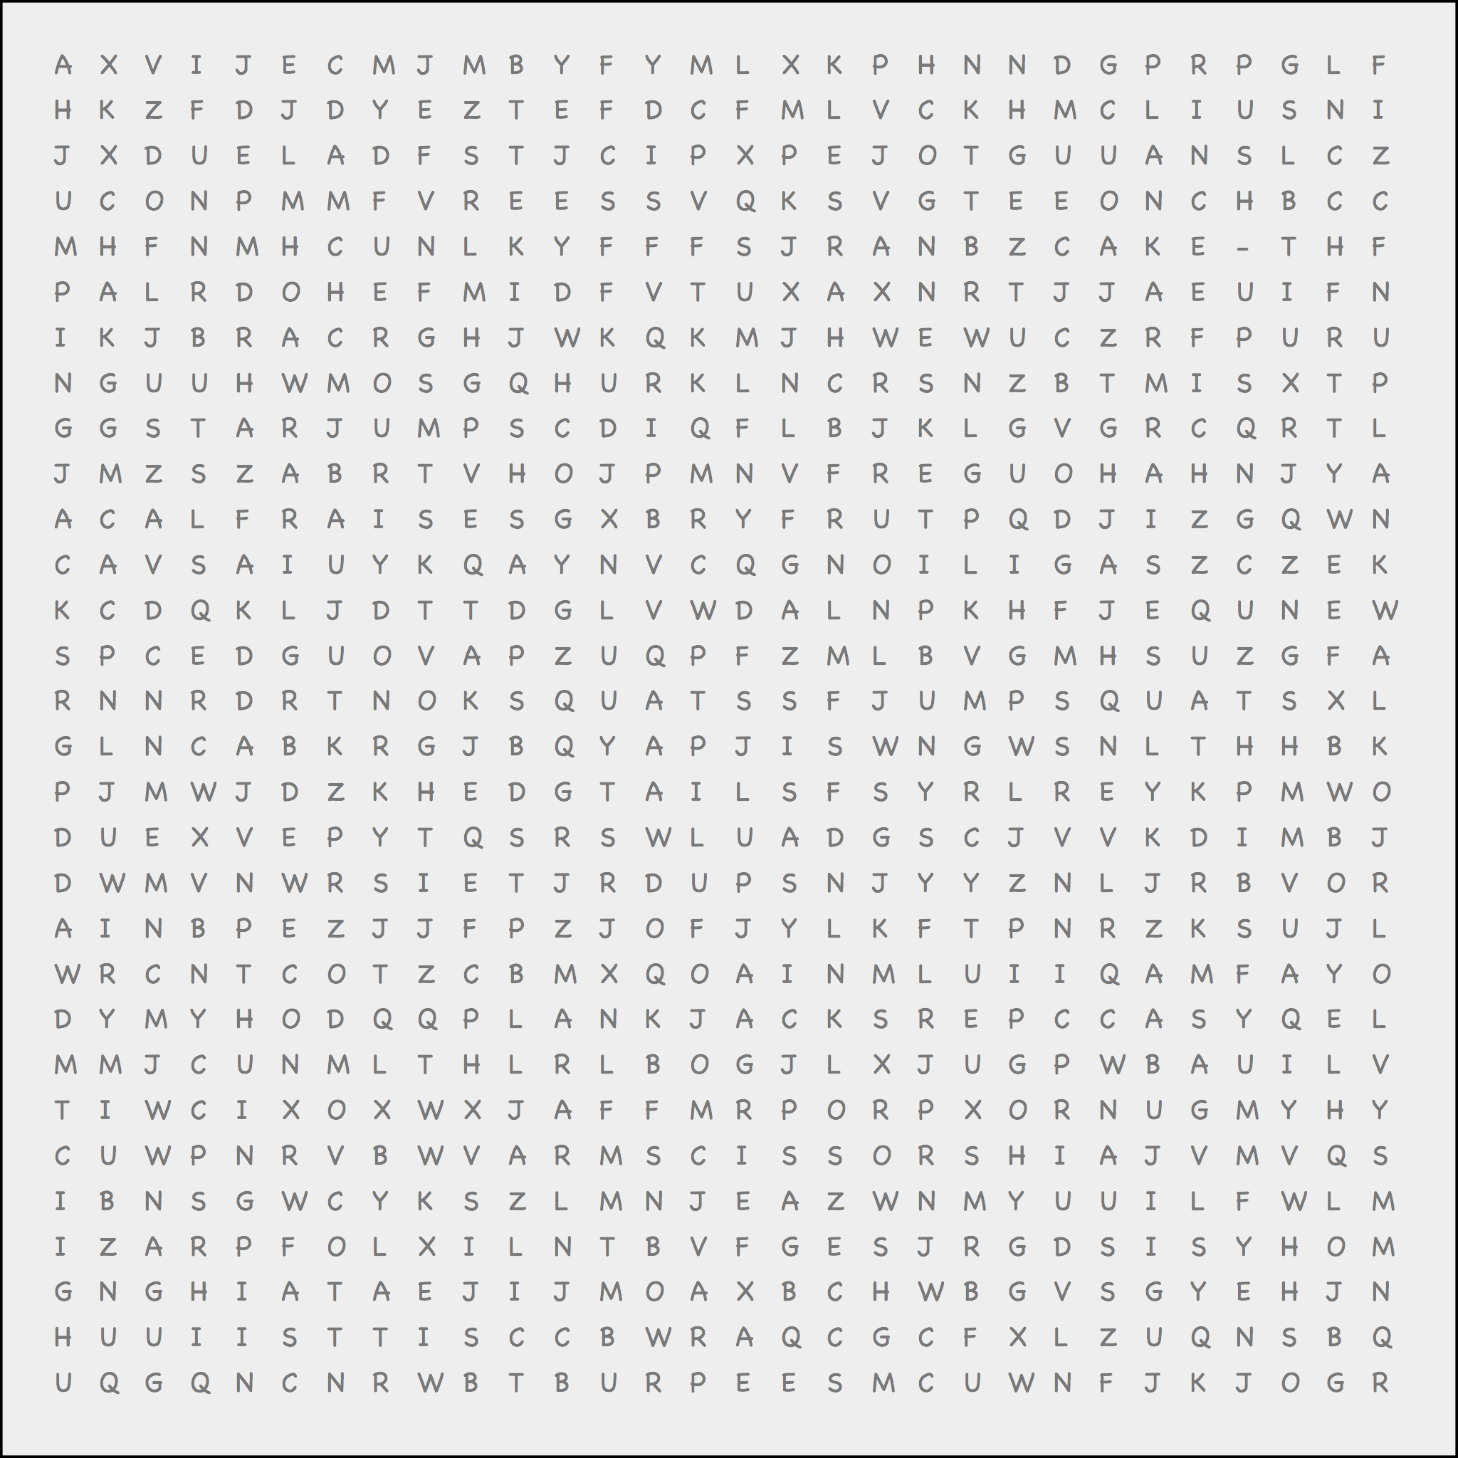 A X V I J E C M J M B Y F Y M L X K P H N N D G P R P G L F
H K Z F D J D Y E Z T E F D C F M L V C K H M C L I U S N I
J X D U E L A D F S T J C I P X P E J O T G U U A N S L C Z
U C O N P M M F V R E E S S V Q K S V G T E E O N C H B C C
M H F N M H C U N L K Y F F F S J R A N B Z C A K E - T H F
P A L R D O H E F M I D F V T U X A X N R T J J A E U I F N
I K J B R A C R G H J W K Q K M J H W E W U C Z R F P U R U
N G U U H W M O S G Q H U R K L N C R S N Z B T M I S X T P
G G S T A R J U M P S C D I Q F L B J K L G V G R C Q R T L
J M Z S Z A B R T V H O J P M N V F R E G U O H A H N J Y A
A C A L F R A I S E S G X B R Y F R U T P Q D J I Z G Q W N
C A V S A I U Y K Q A Y N V C Q G N O I L I G A S Z C Z E K
K C D Q K L J D T T D G L V W D A L N P K H F J E Q U N E W
S P C E D G U O V A P Z U Q P F Z M L B V G M H S U Z G F A
R N N R D R T N O K S Q U A T S S F J U M P S Q U A T S X L
G L N C A B K R G J B Q Y A P J I S W N G W S N L T H H B K
P J M W J D Z K H E D G T A I L S F S Y R L R E Y K P M W O
D U E X V E P Y T Q S R S W L U A D G S C J V V K D I M B J
D W M V N W R S I E T J R D U P S N J Y Y Z N L J R B V O R
A I N B P E Z J J F P Z J O F J Y L K F T P N R Z K S U J L
W R C N T C O T Z C B M X Q O A I N M L U I I Q A M F A Y O
D Y M Y H O D Q Q P L A N K J A C K S R E P C C A S Y Q E L
M M J C U N M L T H L R L B O G J L X J U G P W B A U I L V
T I W C I X O X W X J A F F M R P O R P X O R N U G M Y H Y
C U W P N R V B W V A R M S C I S S O R S H I A J V M V Q S
I B N S G W C Y K S Z L M N J E A Z W N M Y U U I L F W L M
I Z A R P F O L X I L N T B V F G E S J R G D S I S Y H O M
G N G H I A T A E J I J M O A X B C H W B G V S G Y E H J N
H U U I I S T T I S C C B W R A Q C G C F X L Z U Q N S B Q
U Q G Q N C N R W B T B U R P E E S M C U W N F J K J O G R